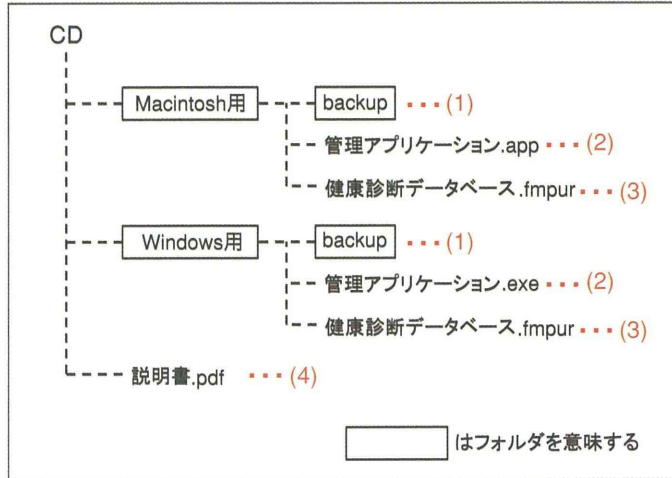 CD
Macintosh用
backup ・・・(1)
管理アプリケーション.app ・・・(2)
健康診断データベース.fmpur ・・・(3)
Windows用
backup ・・・(1)
管理アプリケーション.exe ・・・(2)
健康診断データベース.fmpur ・・・(3)
説明書.pdf ・・・(4)
はフォルダを意味する